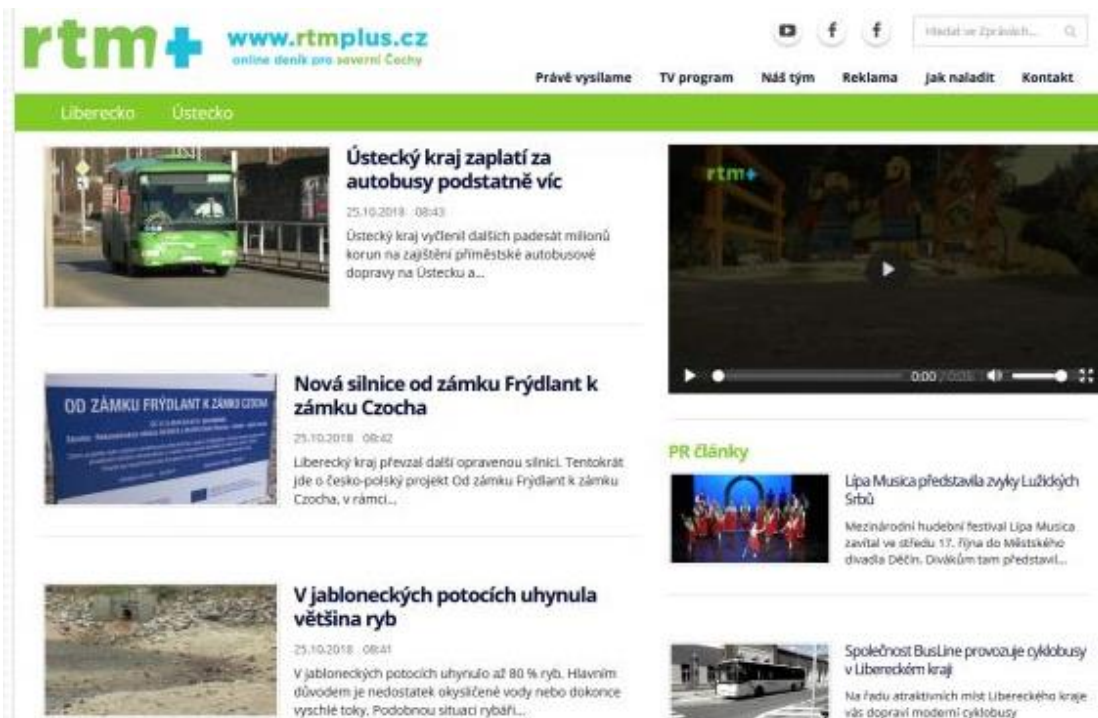 rtm+
www.rtmplus.cz
online deník pro severní Čechy
Hledat ve Zprávách...
Právě vysílame TV program Náš tým Reklama Jak naladit Kontakt
Liberecko Ústecko
Ústecký kraj zaplatí za
autobusy podstatně víc
25.10.2018 08:43
Ústecký kraj vyčlenil dalších padesát milionů
korun na zajištění příměstské autobusové
dopravy na Ústecku a...
Nová silnice od zámku Frýdlant k
zámku Czocha
25.10.2018 08:42
Liberecký kraj převzal další opravenou silnici. Tentokrát
jde o česko-polský projekt Od zámku Frýdlant k zámku
Czocha, v rámci...
OD ZÁMKU FRÝDLANT K ZÁMKU CZOCHA
V jabloneckých potocích uhynula
většina ryb
25.10.2018 08:41
V jabloneckých potocích uhynulo až 80 % ryb. Hlavním
důvodem je nedostatek okysličené vody nebo dokonce
vyschlé toky. Podobnou situaci rybáři...
rtm+
0:00
PR články
Lípa Musica představila zvyky Lužických
Srbů
Mezinárodní hudební festival Lípa Musica
zavítal ve středu 17. října do Městského
divadla Děčín. Divákům tam představil...
Společnost BusLine provozuje cyklobusy
v Libereckém kraji
Na řadu atraktivních míst Libereckého kraje
vás dopraví moderní cyklobusy